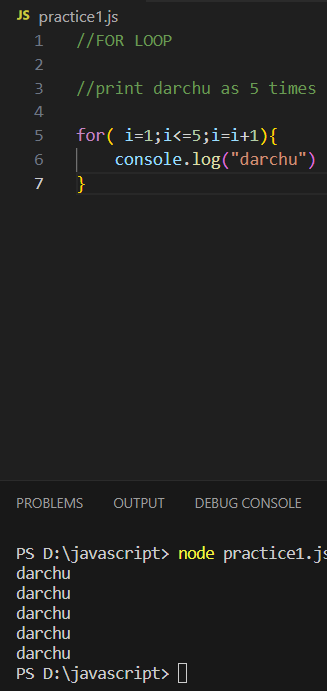 JS practice1.js
1 //FOR LOOP
2
3 //print darchu as 5 times
4
5 for( i=1;i<=5;i=i+1){
6 console.log("darchu")
7 }
PROBLEMS OUTPUT DEBUG CONSOLE
PS D:\javascript> node practice1.js
darchu
darchu
darchu
darchu
darchu
PS D:\javascript>